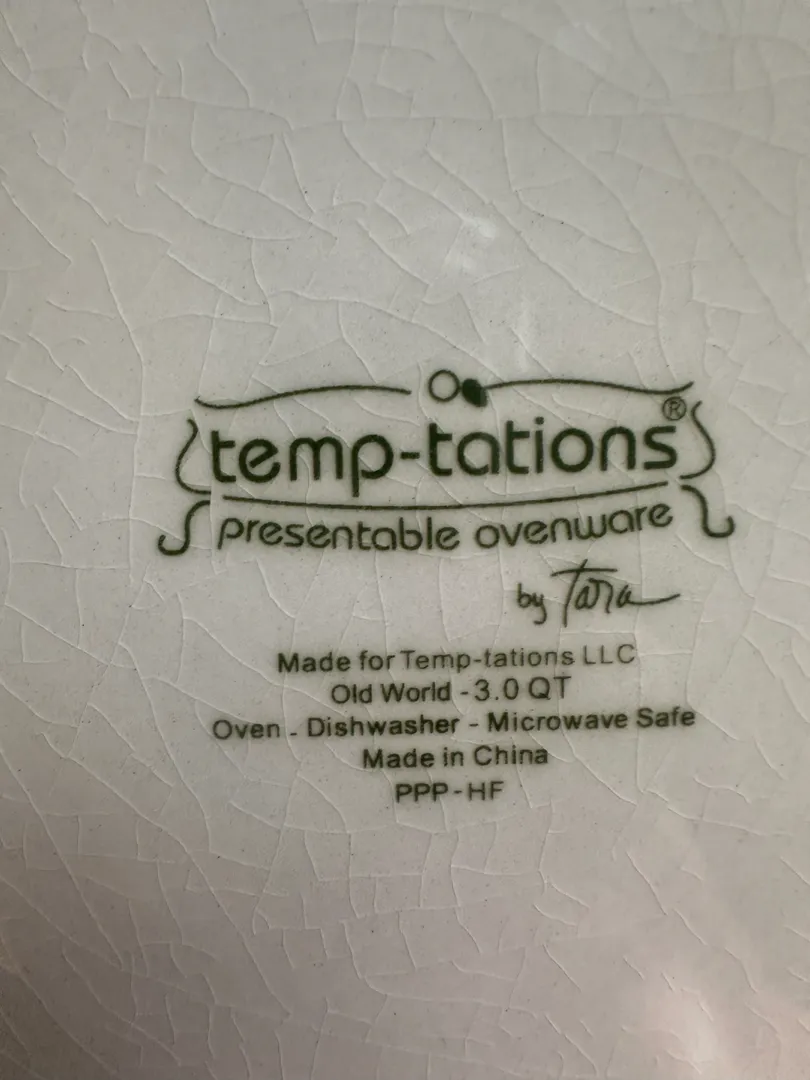 temp-tations®
presentable ovenware
by Tara
Made for Temp-tations LLC
Old World - 3.0 QT
Oven - Dishwasher - Microwave Safe
Made in China
PPP-HF